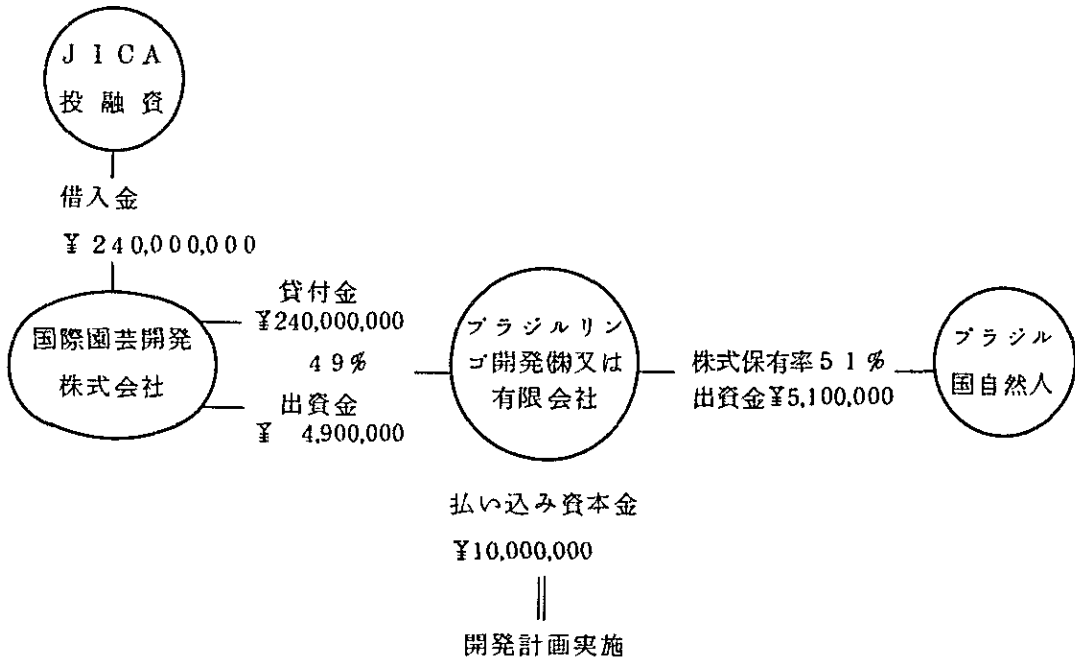 JICA
投融資
借入金
¥240,000,000
国際園芸開発
株式会社
貸付金
¥240,000,000
49%
出資金
¥ 4,900,000
ブラジルリン
ゴ開発㈱又は
有限会社
株式保有率51%
出資金¥5,100,000
ブラジル
国自然人
払い込み資本金
¥10,000,000
開発計画実施